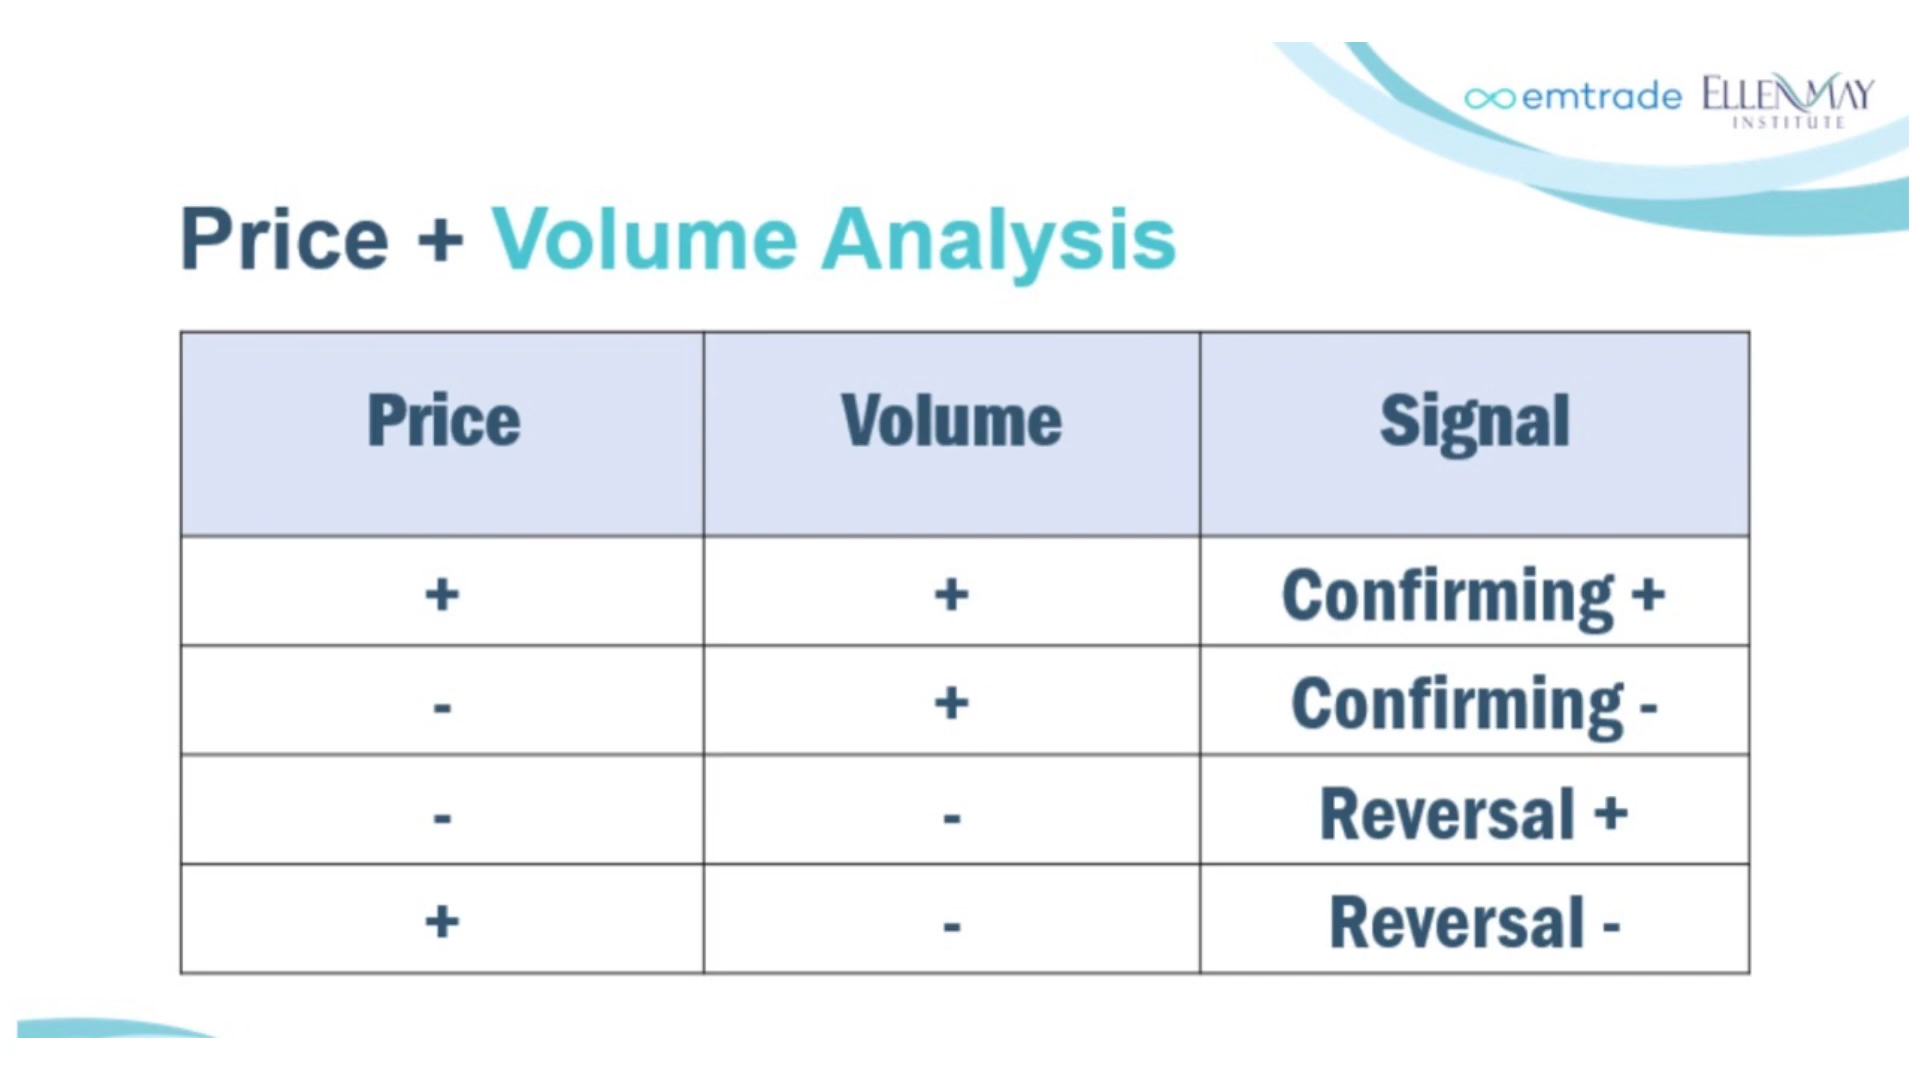 emtrade ELLEN MAY
INSTITUTE
Price + Volume Analysis
Price Volume Signal
+ + Confirming +
- + Confirming -
- - Reversal +
+ - Reversal -